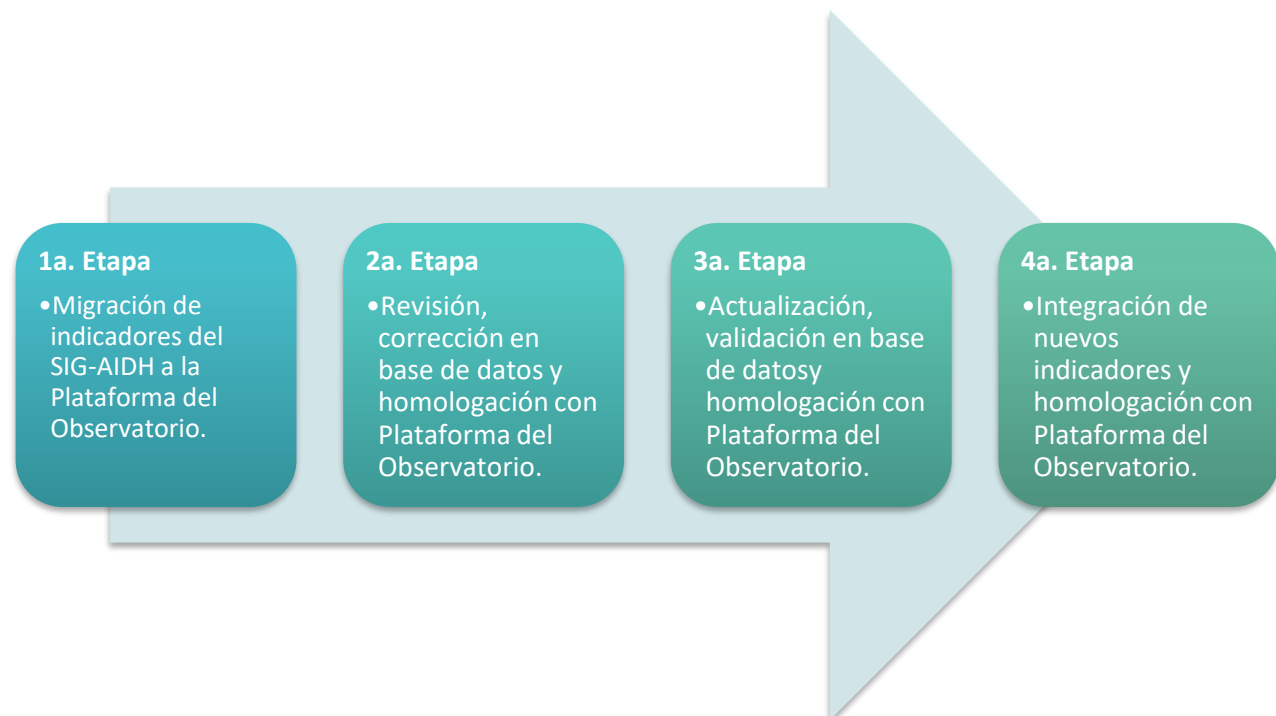 1a. Etapa
•Migración de
indicadores del
SIG-AIDH a la
Plataforma del
Observatorio.
2a. Etapa
•Revisión,
corrección en
base de datos y
homologación con
Plataforma del
Observatorio.
3a. Etapa
•Actualización,
validación en base
de datosy
homologación con
Plataforma del
Observatorio.
4a. Etapa
•Integración de
nuevos
indicadores y
homologación con
Plataforma del
Observatorio.